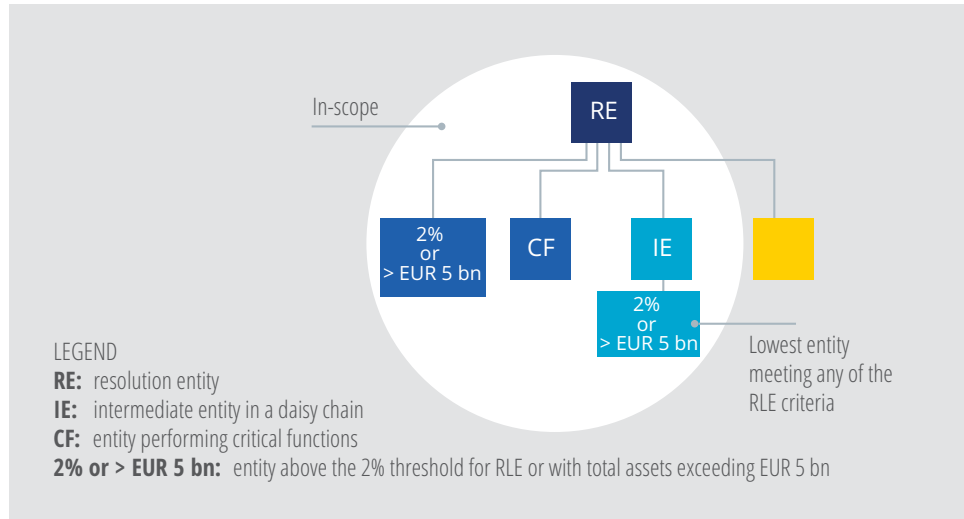 In-scope
RE
2%
or
> EUR 5 bn
CF
IE
2%
or
> EUR 5 bn
Lowest entity
meeting any of the
RLE criteria
LEGEND
RE: resolution entity
IE: intermediate entity in a daisy chain
CF: entity performing critical functions
2% or > EUR 5 bn: entity above the 2% threshold for RLE or with total assets exceeding EUR 5 bn